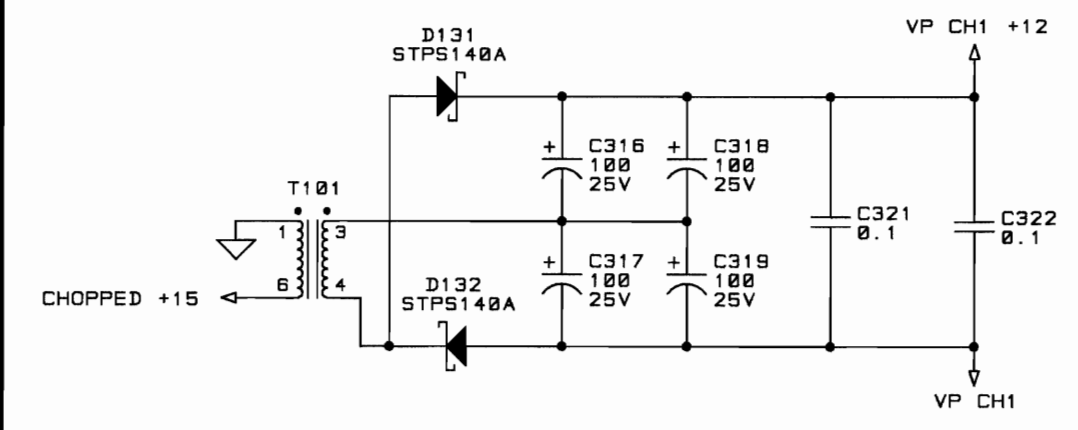 VP CH1 +12
D131
STPS140A
+ C316
100
25V
+ C318
100
25V
T101
1
3
C321
0.1
C322
0.1
+ C317
100
25V
+ C319
100
25V
6
4
D132
STPS140A
CHOPPED +15
VP CH1